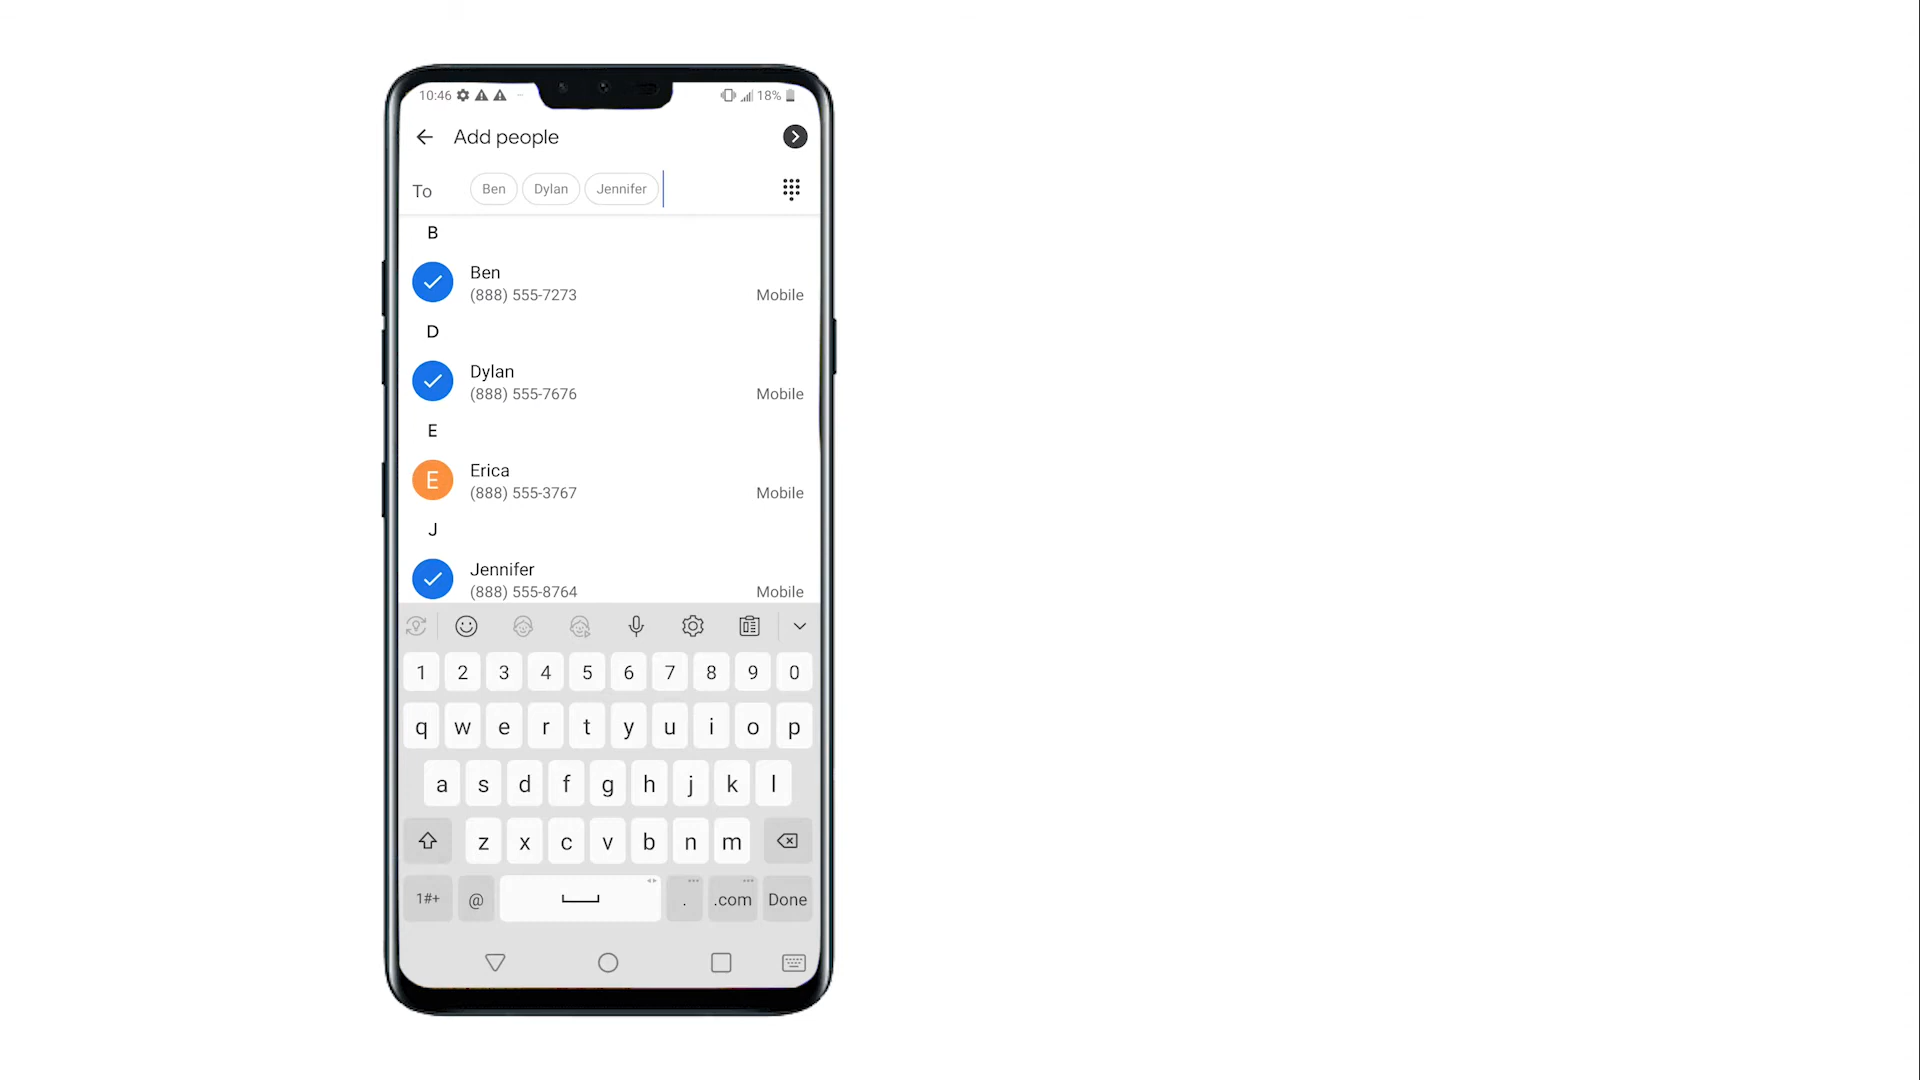 10:46 18%
Add people
To Ben Dylan Jennifer
B
Ben
(888) 555-7273 Mobile
D
Dylan
(888) 555-7676 Mobile
E
E Erica
(888) 555-3767 Mobile
J
Jennifer
(888) 555-8764 Mobile
1 2 3 4 5 6 7 8 9 0
q w e r t y u i o p
a s d f g h j k l
z x c v b n m
1#+ @ . .com Done